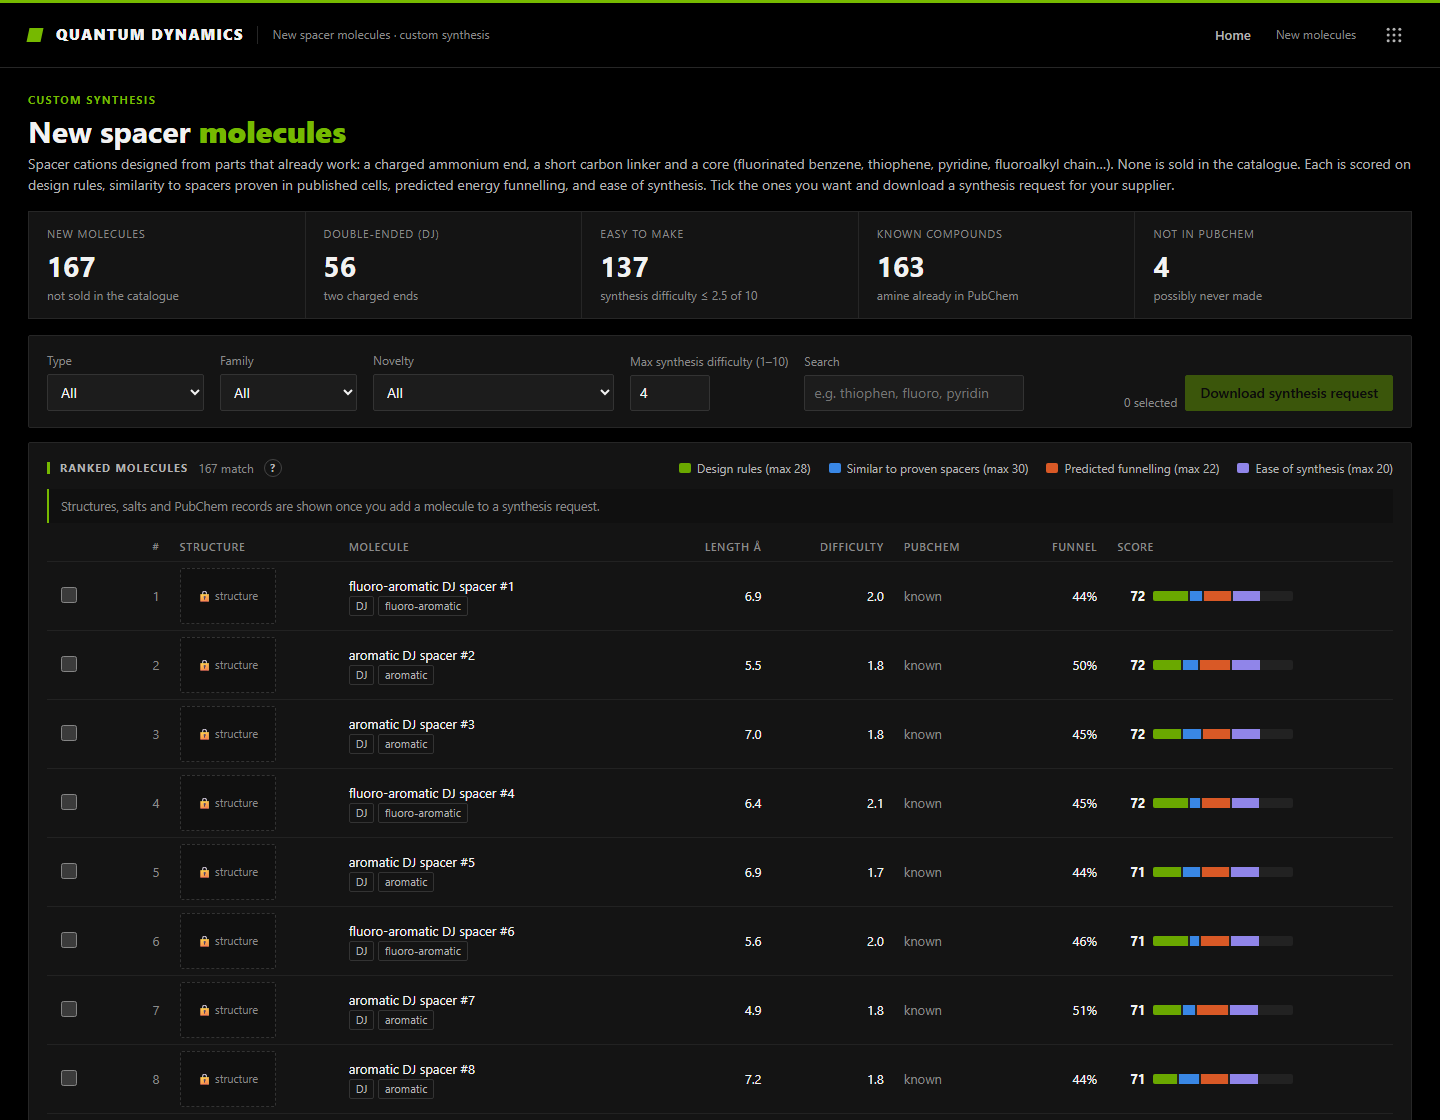 QUANTUM DYNAMICS
New spacer molecules · custom synthesis
Home
New molecules
CUSTOM SYNTHESIS
New spacer molecules
Spacer cations designed from parts that already work: a charged ammonium end, a short carbon linker and a core (fluorinated benzene, thiophene, pyridine, fluoroalkyl chain…). None is sold in the catalogue. Each is scored on
design rules, similarity to spacers proven in published cells, predicted energy funnelling, and ease of synthesis. Tick the ones you want and download a synthesis request for your supplier.
NEW MOLECULES
167
not sold in the catalogue
DOUBLE-ENDED (DJ)
56
two charged ends
EASY TO MAKE
137
synthesis difficulty ≤ 2.5 of 10
KNOWN COMPOUNDS
163
amine already in PubChem
NOT IN PUBCHEM
4
possibly never made
Type
All
Family
All
Novelty
All
Max synthesis difficulty (1–10)
4
Search
e.g. thiophen, fluoro, pyridin
0 selected
Download synthesis request
RANKED MOLECULES 167 match ?
Design rules (max 28) Similar to proven spacers (max 30) Predicted funnelling (max 22) Ease of synthesis (max 20)
Structures, salts and PubChem records are shown once you add a molecule to a synthesis request.
# STRUCTURE MOLECULE LENGTH Å DIFFICULTY PUBCHEM FUNNEL SCORE
1 structure fluoro-aromatic DJ spacer #1 6.9 2.0 known 44% 72
DJ fluoro-aromatic
2 structure aromatic DJ spacer #2 5.5 1.8 known 50% 72
DJ aromatic
3 structure aromatic DJ spacer #3 7.0 1.8 known 45% 72
DJ aromatic
4 structure fluoro-aromatic DJ spacer #4 6.4 2.1 known 45% 72
DJ fluoro-aromatic
5 structure aromatic DJ spacer #5 6.9 1.7 known 44% 71
DJ aromatic
6 structure fluoro-aromatic DJ spacer #6 5.6 2.0 known 46% 71
DJ fluoro-aromatic
7 structure aromatic DJ spacer #7 4.9 1.8 known 51% 71
DJ aromatic
8 structure aromatic DJ spacer #8 7.2 1.8 known 44% 71
DJ aromatic